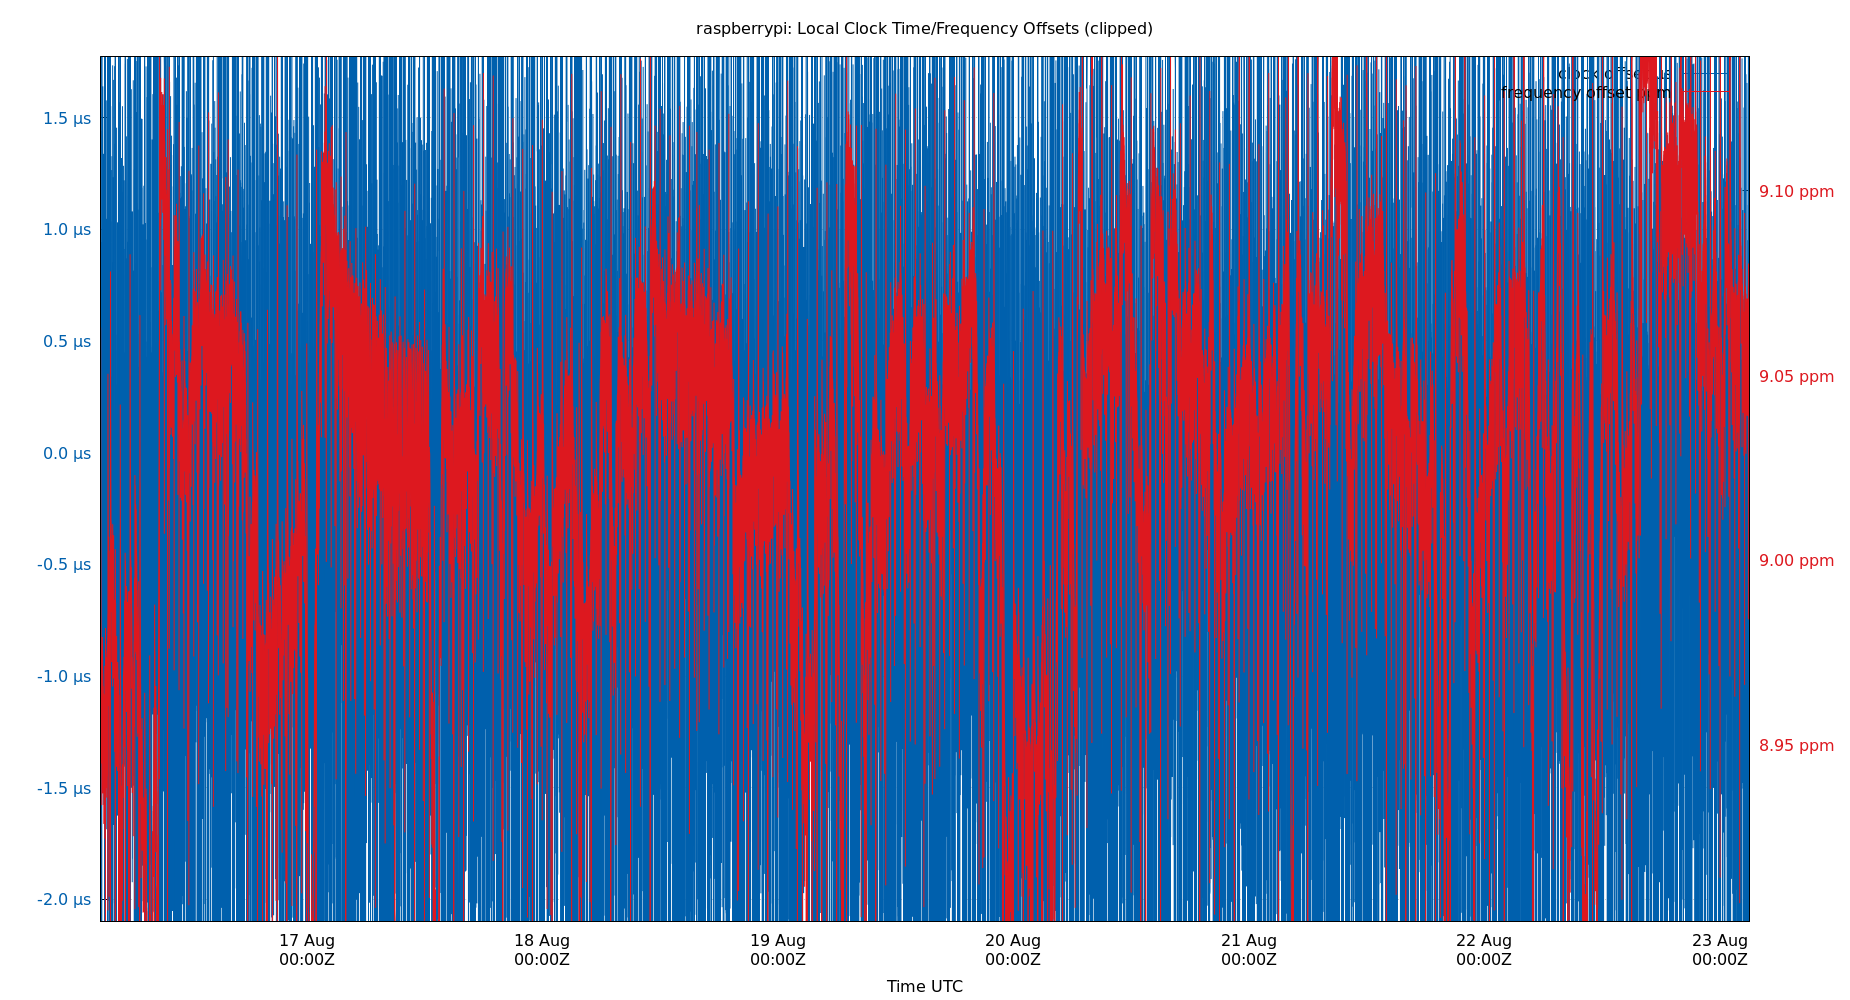 raspberrypi: Local Clock Time/Frequency Offsets (clipped)
clock offset µs
frequency offset ppm
1.5 µs
1.0 µs
0.5 µs
0.0 µs
-0.5 µs
-1.0 µs
-1.5 µs
-2.0 µs
9.10 ppm
9.05 ppm
9.00 ppm
8.95 ppm
17 Aug 18 Aug 19 Aug 20 Aug 21 Aug 22 Aug 23 Aug
00:00Z 00:00Z 00:00Z 00:00Z 00:00Z 00:00Z 00:00Z
Time UTC